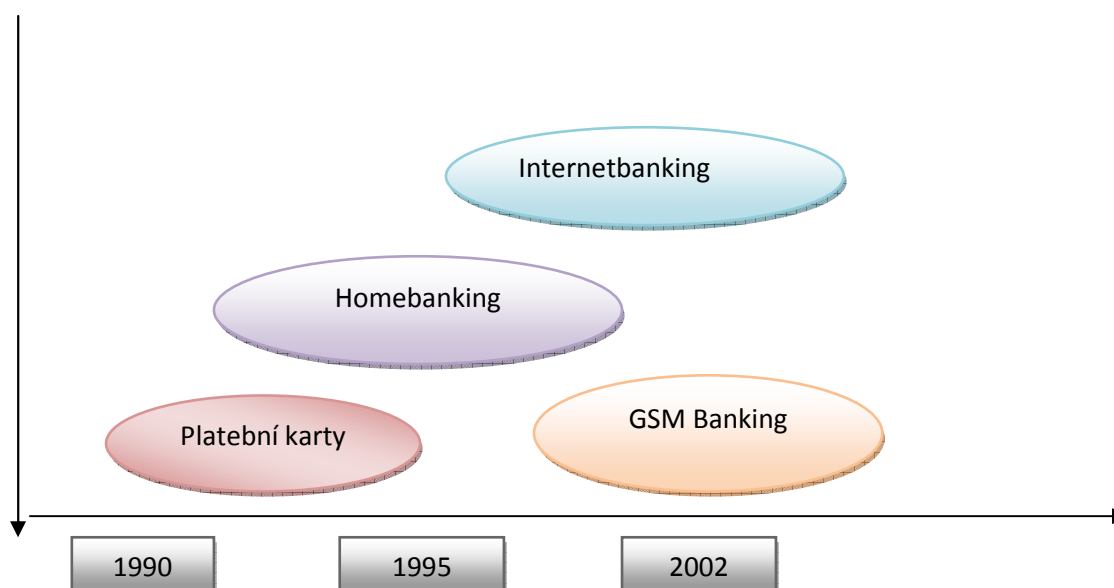 Internetbanking
Homebanking
GSM Banking
Platební karty
1990
1995
2002